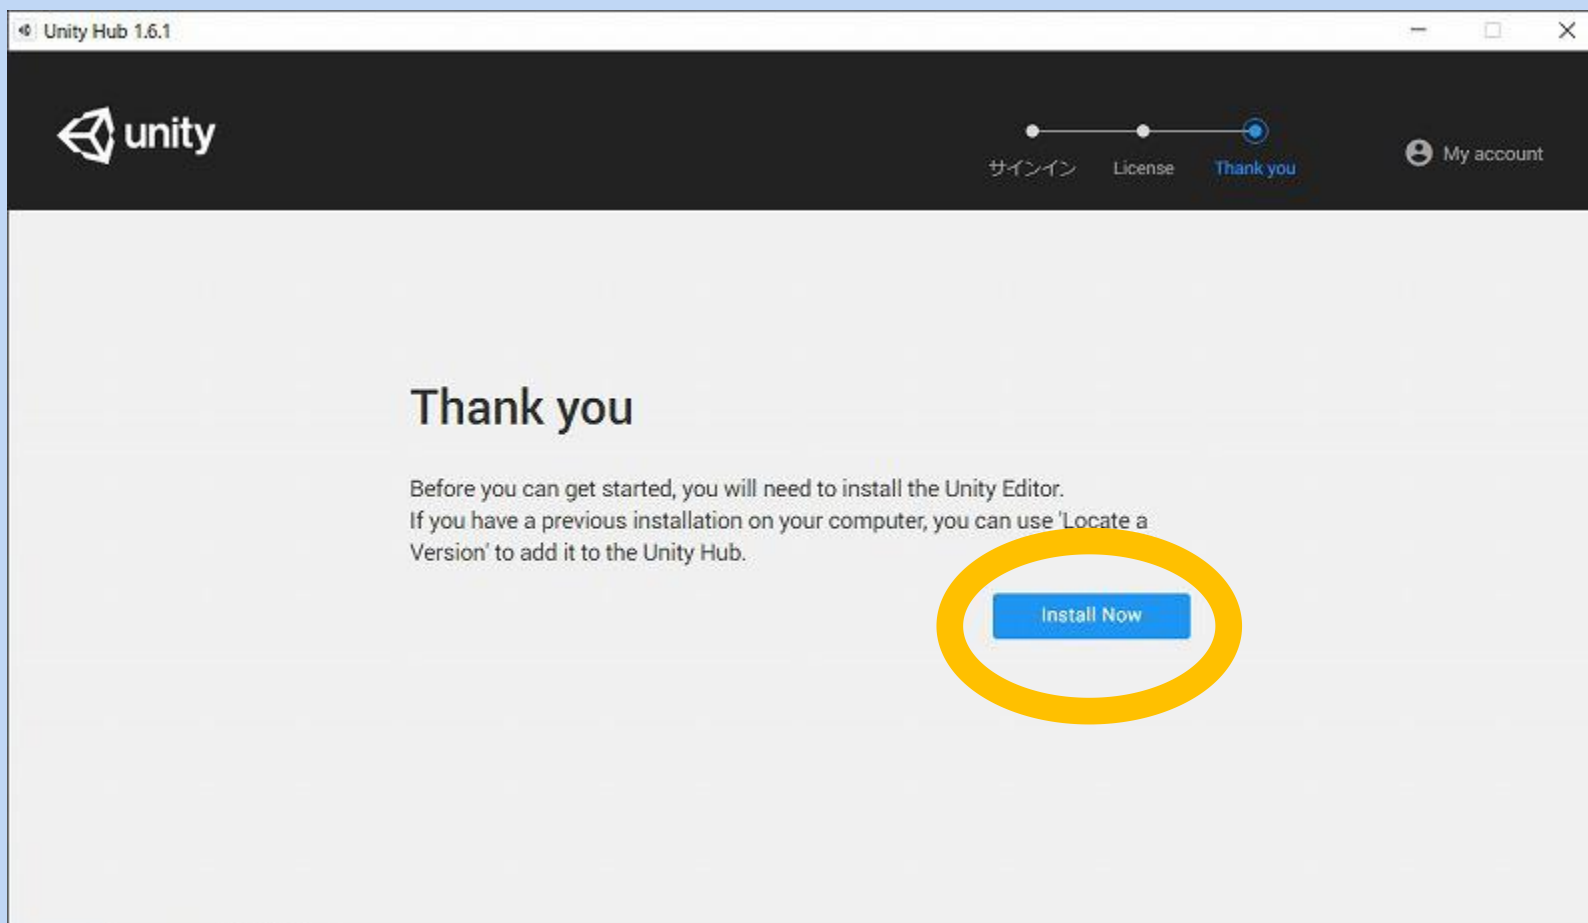 Unity Hub 1.6.1
unity
サインイン License Thank you
My account
Thank you
Before you can get started, you will need to install the Unity Editor.
If you have a previous installation on your computer, you can use 'Locate a
Version' to add it to the Unity Hub.
Install Now